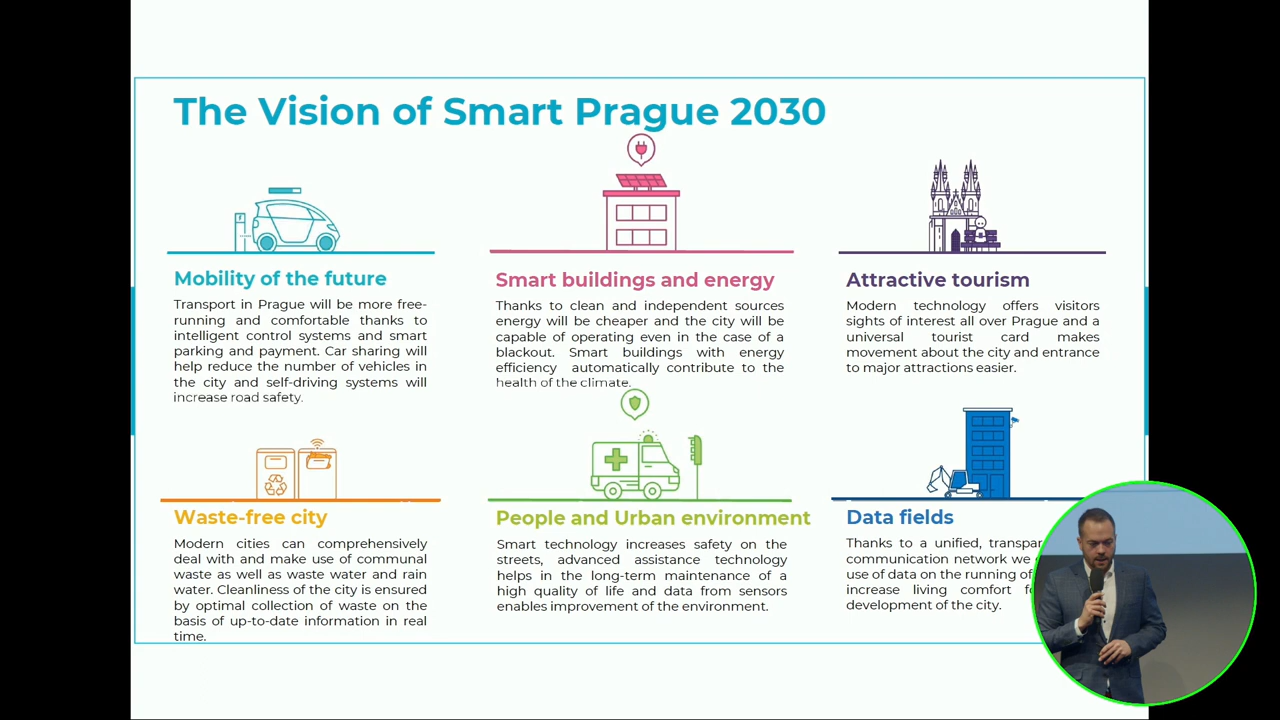 The Vision of Smart Prague 2030
Mobility of the future
Transport in Prague will be more free-
running and comfortable thanks to
intelligent control systems and smart
parking and payment. Car sharing will
help reduce the number of vehicles in
the city and self-driving systems will
increase road safety.
Smart buildings and energy
Thanks to clean and independent sources
energy will be cheaper and the city will be
capable of operating even in the case of a
blackout. Smart buildings with energy
efficiency automatically contribute to the
health of the climate.
Attractive tourism
Modern technology offers visitors
sights of interest all over Prague and a
universal tourist card makes
movement about the city and entrance
to major attractions easier.
Waste-free city
Modern cities can comprehensively
deal with and make use of communal
waste as well as waste water and rain
water. Cleanliness of the city is ensured
by optimal collection of waste on the
basis of up-to-date information in real
time.
People and Urban environment
Smart technology increases safety on the
streets, advanced assistance technology
helps in the long-term maintenance of a
high quality of life and data from sensors
enables improvement of the environment.
Data fields
Thanks to a unified,
communication network we
use of data on the running of
increase living comfort
development of the city.